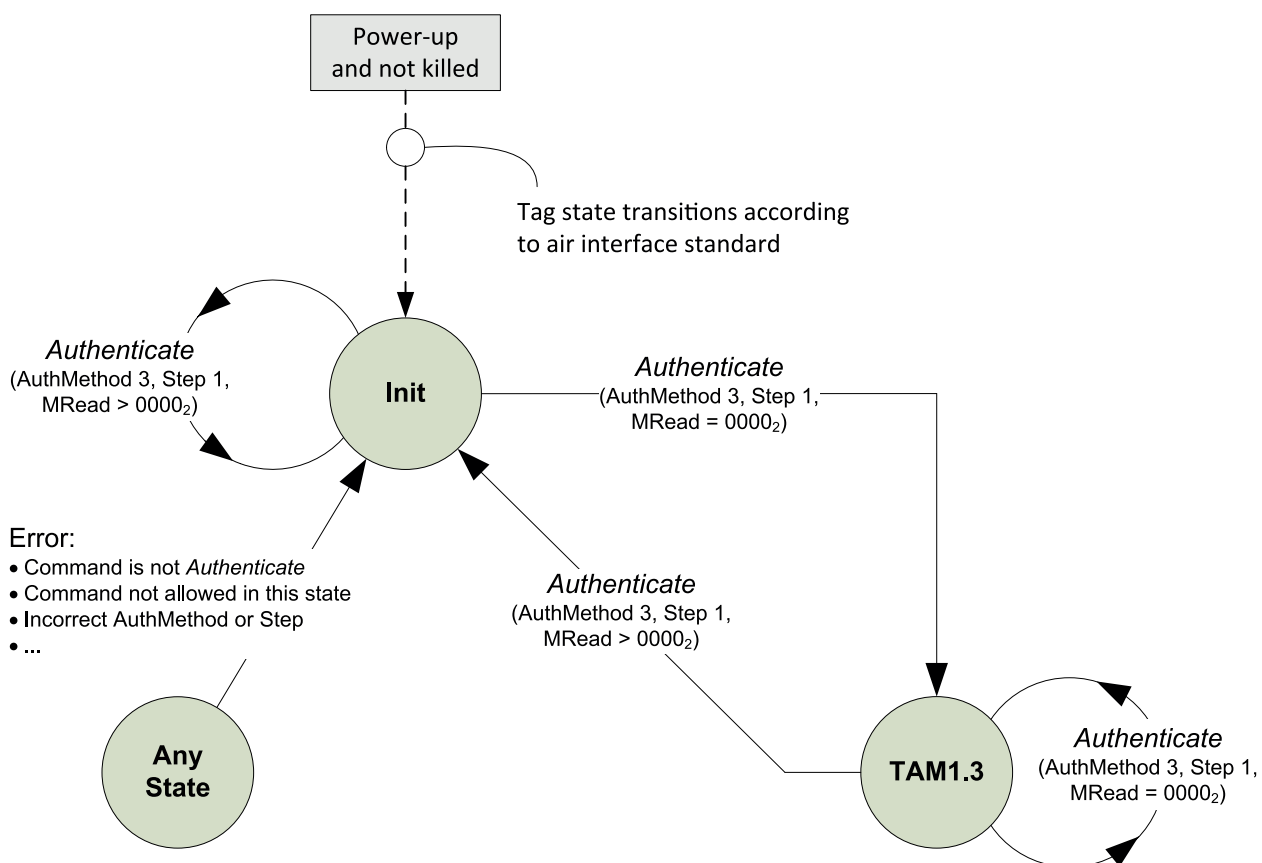 Power-up
and not killed
Tag state transitions according
to air interface standard
Authenticate
(AuthMethod 3, Step 1,
MRead > 0000₂)
Init
Authenticate
(AuthMethod 3, Step 1,
MRead = 0000₂)
Error:
• Command is not Authenticate
• Command not allowed in this state
• Incorrect AuthMethod or Step
• ...
Authenticate
(AuthMethod 3, Step 1,
MRead > 0000₂)
Any
State
TAM1.3
Authenticate
(AuthMethod 3, Step 1,
MRead = 0000₂)